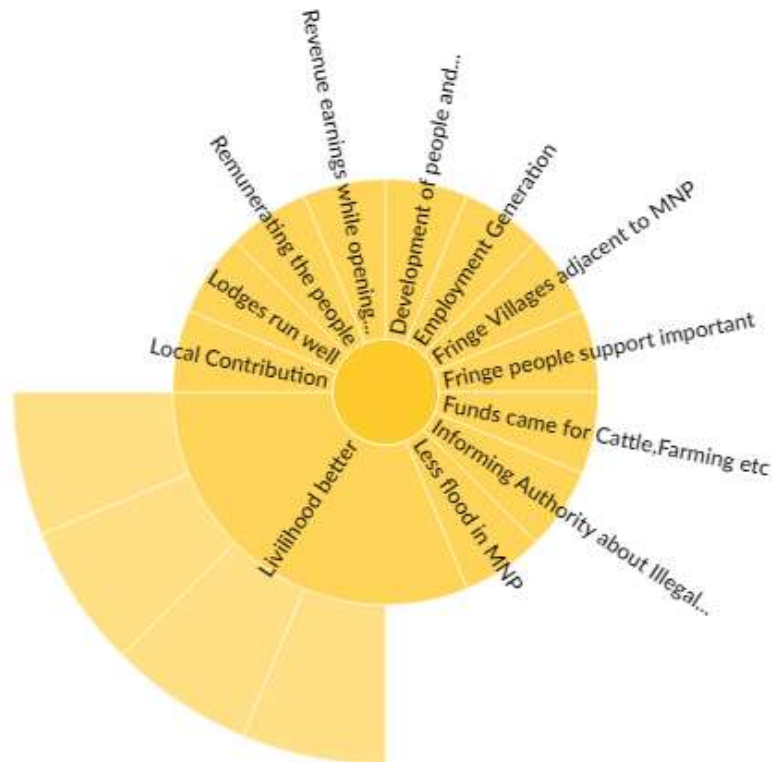 Development of people and...
Employment Generation
Fringe Villages adjacent to MNP
Fringe people support important
Funds came for Cattle,Farming etc
Informing Authority about Illegal...
Less flood in MNP
Livilihood better
Local Contribution
Lodges run well
Remunerating the people
Revenue earnings while opening...